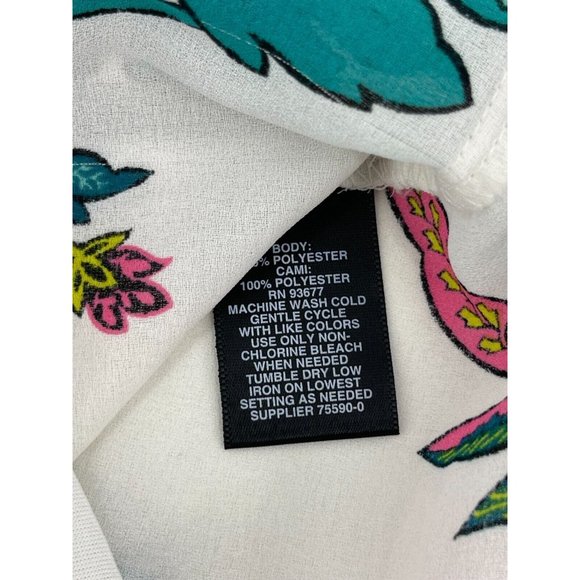 BODY:
% POLYESTER
CAMI:
100% POLYESTER
RN 93677
MACHINE WASH COLD
GENTLE CYCLE
WITH LIKE COLORS
USE ONLY NON-
CHLORINE BLEACH
WHEN NEEDED
TUMBLE DRY LOW
IRON ON LOWEST
SETTING AS NEEDED
SUPPLIER 75590-0